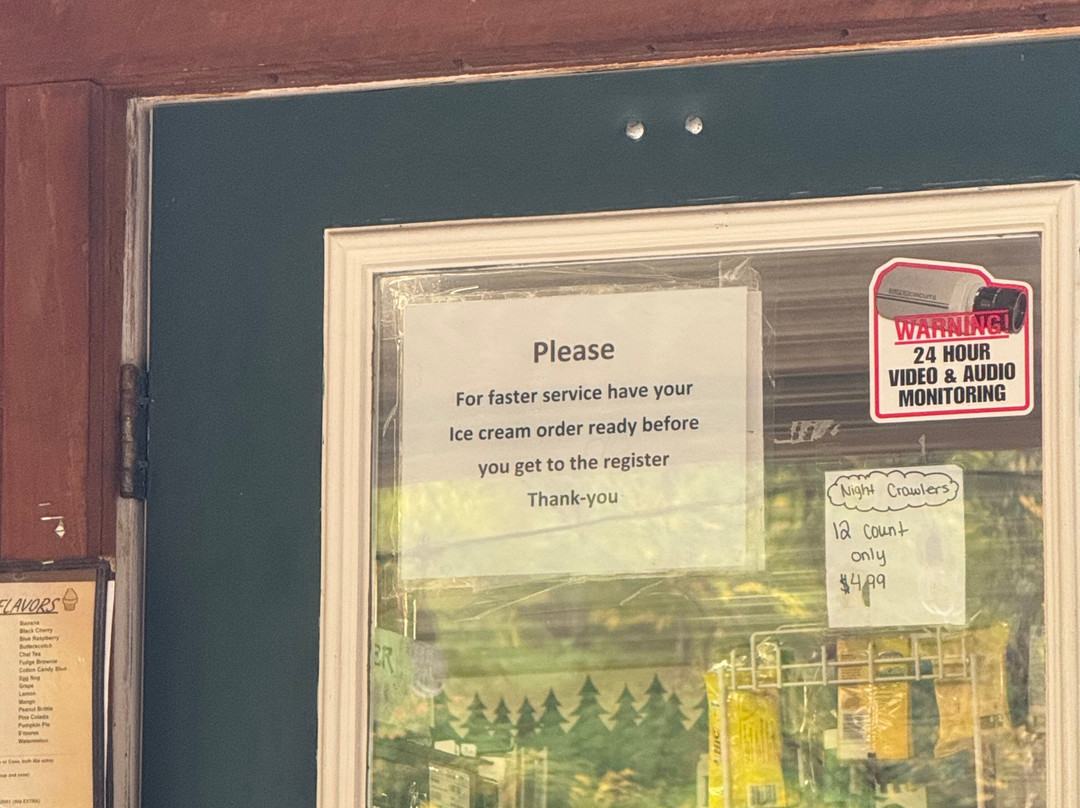 Please
For faster service have your
Ice cream order ready before
you get to the register
Thank-you
WARNING!
24 HOUR
VIDEO & AUDIO
MONITORING
Night Crawlers
12 count
only
$4.99
FLAVORS
Banana
Black Cherry
Blue Raspberry
Butterscotch
Chai Tea
Fudge Brownie
Cotton Candy Blue
Egg Nog
Grape
Lemon
Mango
Peanut Brittle
Pina Colada
Pumpkin Pie
S'mores
Watermelon